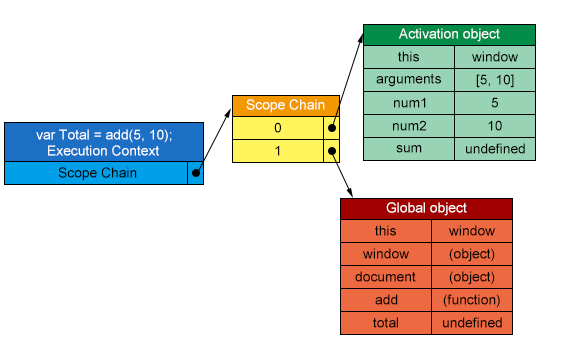 var Total = add(5, 10);
Execution Context
Scope Chain
Scope Chain
0
1
Activation object
this window
arguments [5, 10]
num1 5
num2 10
sum undefined
Global object
this window
window (object)
document (object)
add (function)
total undefined